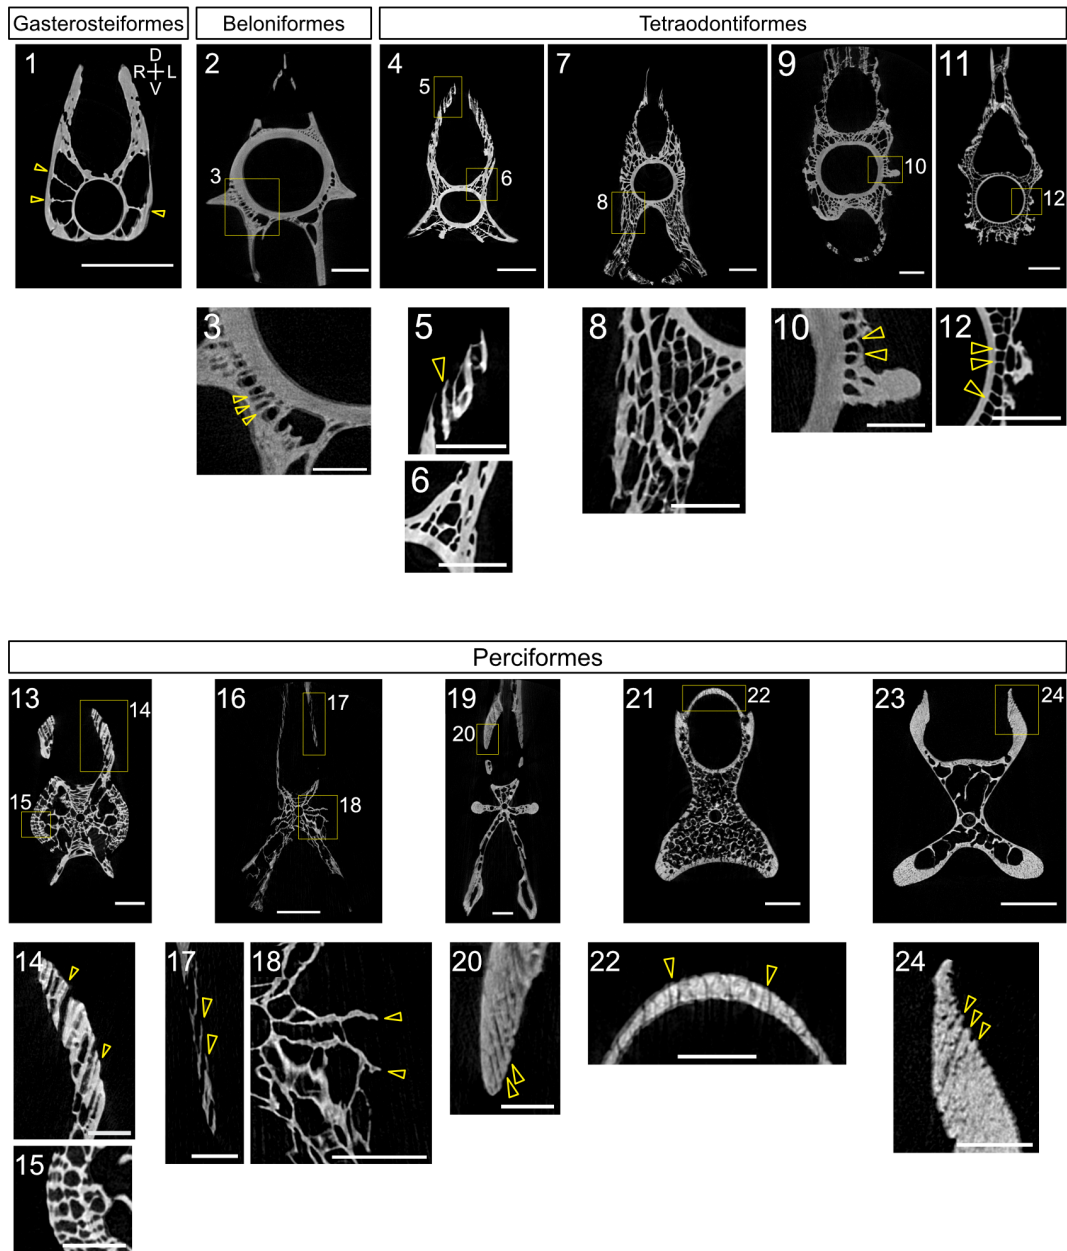 Gasterosteiformes Beloniformes Tetraodontiformes
1 D R L V 2 4 5 7 9 11
3 6 8 10 12
3 5 6 8 10 12
Perciformes
13 14 15 16 17 18 19 20 21 22 23 24
14 15 17 18 20 22 24